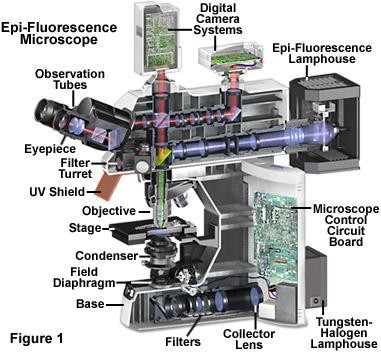 Epi-Fluorescence
Microscope
Digital
Camera
Systems
Epi-Fluorescence
Lamphouse
Observation
Tubes
Eyepiece
Filter
Turret
UV Shield
Objective
Stage
Condenser
Field
Diaphragm
Base
Microscope
Control
Circuit
Board
Filters
Collector
Lens
Tungsten-
Halogen
Lamphouse
Figure 1